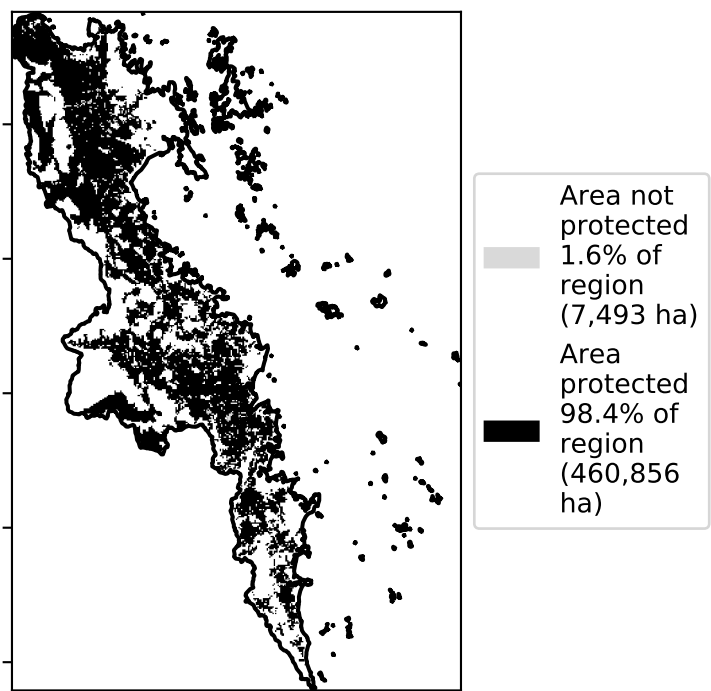 Area not
protected
1.6% of
region
(7,493 ha)
Area
protected
98.4% of
region
(460,856
ha)